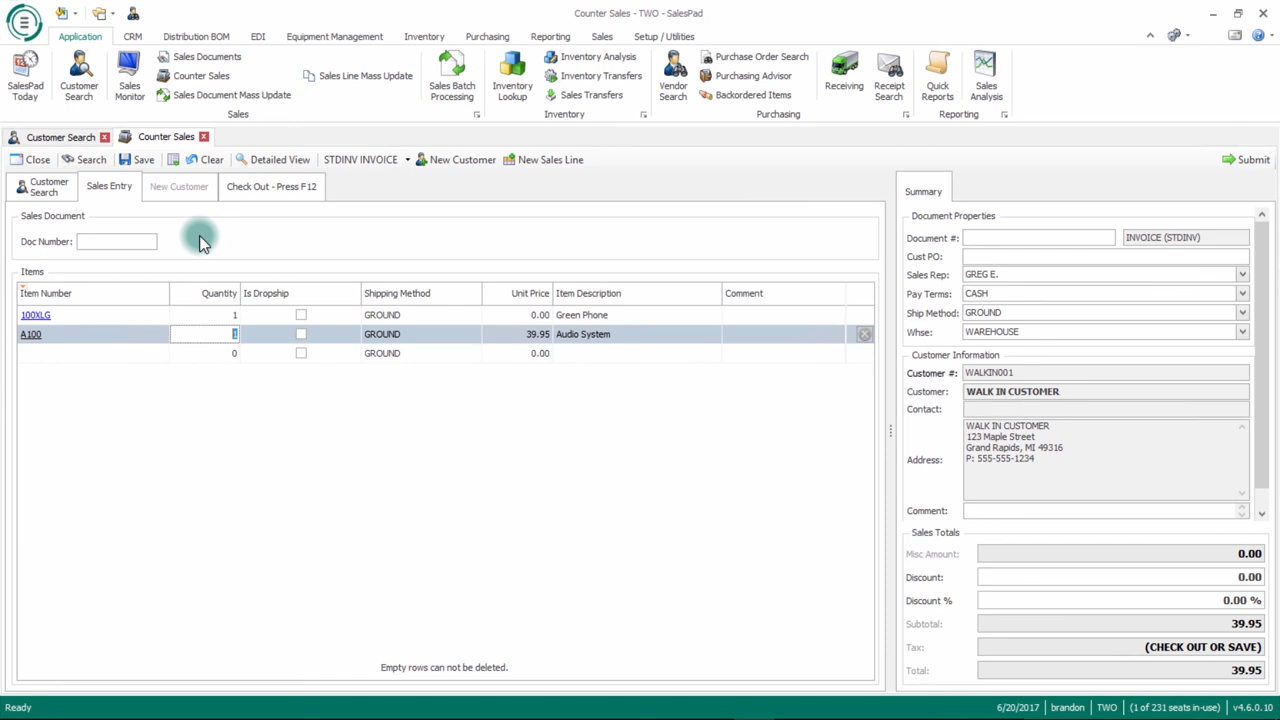 Counter Sales - TWO - SalesPad
Application CRM Distribution BOM EDI Equipment Management Inventory Purchasing Reporting Sales Setup / Utilities
SalesPad Today
Customer Search
Sales Monitor
Sales Documents
Counter Sales
Sales Document Mass Update
Sales Line Mass Update
Sales
Sales Batch Processing
Inventory Lookup
Inventory Analysis
Inventory Transfers
Sales Transfers
Inventory
Vendor Search
Purchase Order Search
Purchasing Advisor
Backordered Items
Receiving
Receipt Search
Purchasing
Quick Reports
Sales Analysis
Reporting
Customer Search Counter Sales
Close Search Save Clear Detailed View STDINV INVOICE New Customer New Sales Line Submit
Customer Search
Sales Entry New Customer Check Out - Press F12
Sales Document
Doc Number:
Items
Item Number Quantity Is Dropship Shipping Method Unit Price Item Description Comment
100XLG 1 GROUND 0.00 Green Phone
A100 1 GROUND 39.95 Audio System
0 GROUND 0.00
Empty rows can not be deleted.
Summary
Document Properties
Document #: INVOICE (STDINV)
Cust PO:
Sales Rep: GREG E.
Pay Terms: CASH
Ship Method: GROUND
Whse: WAREHOUSE
Customer Information
Customer #: WALKIN001
Customer: WALK IN CUSTOMER
Contact:
Address:
WALK IN CUSTOMER
123 Maple Street
Grand Rapids, MI 49316
P: 555-555-1234
Comment:
Sales Totals
Misc Amount: 0.00
Discount: 0.00
Discount % 0.00 %
Subtotal: 39.95
Tax: (CHECK OUT OR SAVE)
Total: 39.95
Ready 6/20/2017 brandon TWO (1 of 231 seats in-use) v4.6.0.10